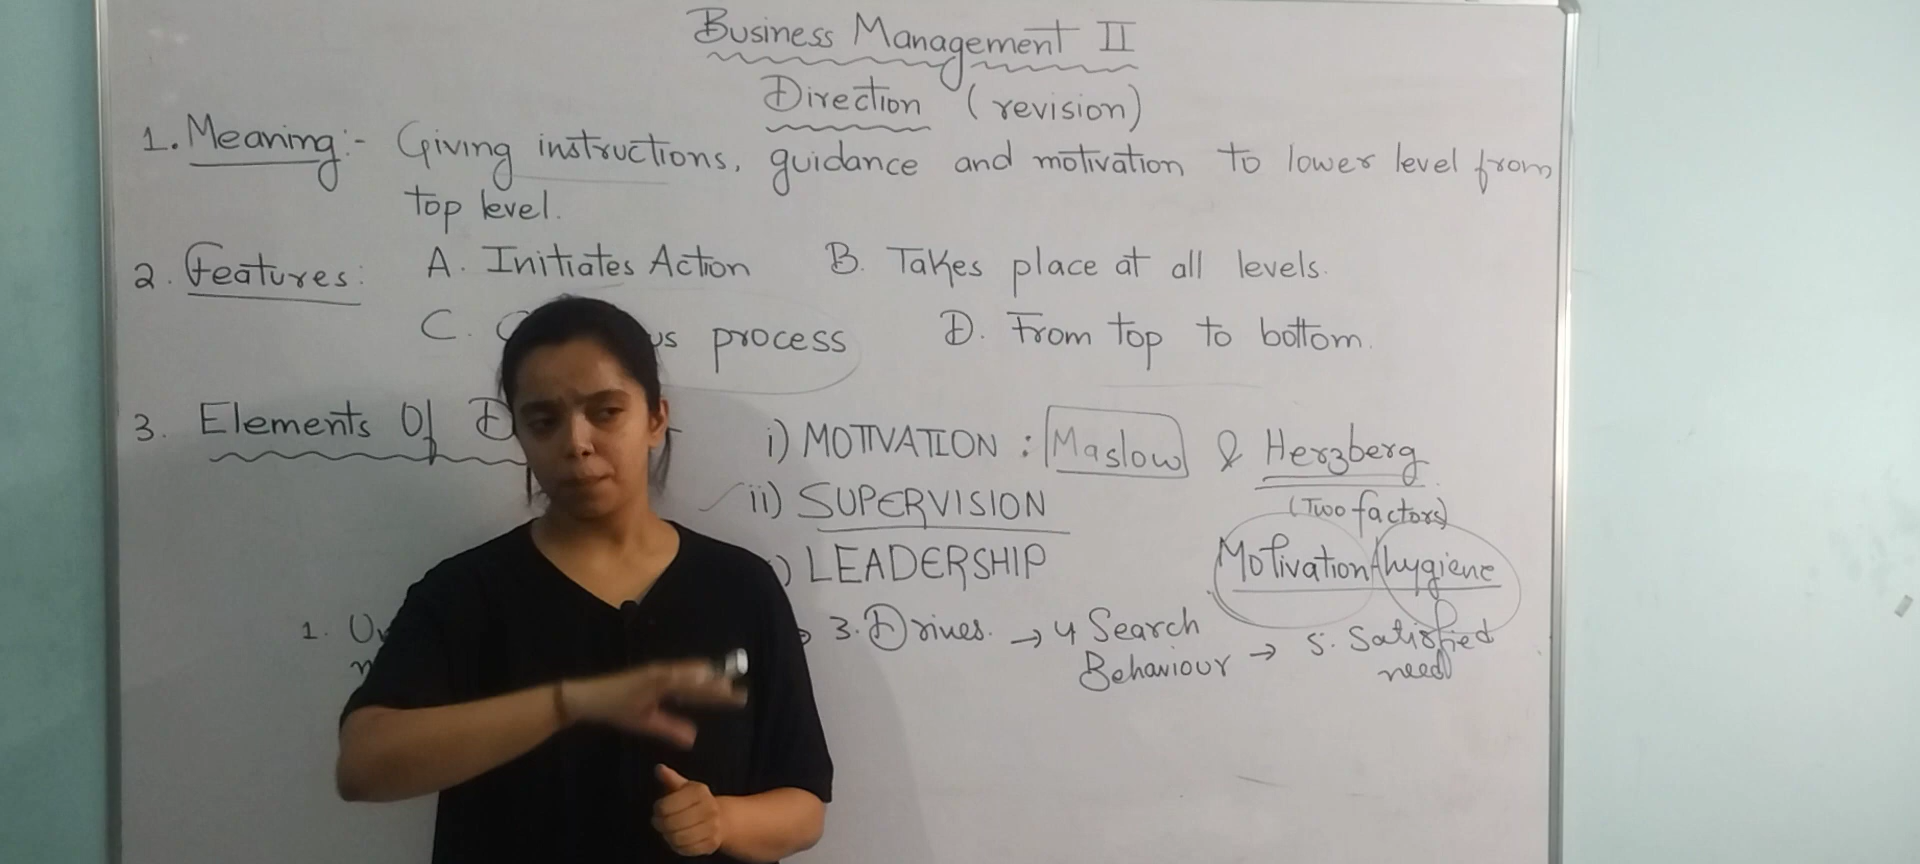 Business Management II
Direction (revision)
1. Meaning:- Giving instructions, guidance and motivation to lower level from
top level.
2. Features: A. Initiates Action B. Takes place at all levels.
C. process D. From top to bottom.
3. Elements Of
i) MOTIVATION : Maslow & Herzberg
(Two factors)
ii) SUPERVISION
) LEADERSHIP Motivation hygiene
1. 3. Drives. → 4 Search
Behaviour → 5. Satisfied
need